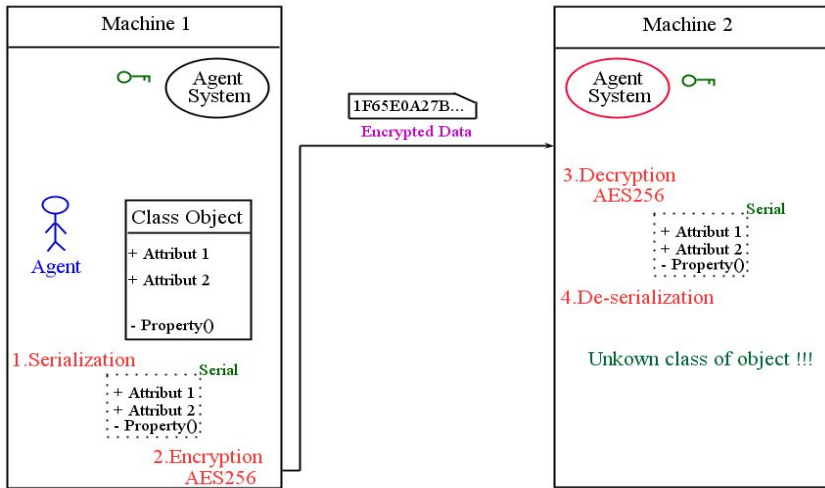 Machine 1
Agent
System
Class Object
+ Attribut 1
+ Attribut 2
- Property()
Agent
1.Serialization
Serial
+ Attribut 1
+ Attribut 2
- Property()
2.Encryption
AES256
1F65E0A27B...
Encrypted Data
Machine 2
Agent
System
3.Decryption
AES256
Serial
+ Attribut 1
+ Attribut 2
- Property()
4.De-serialization
Unkown class of object !!!